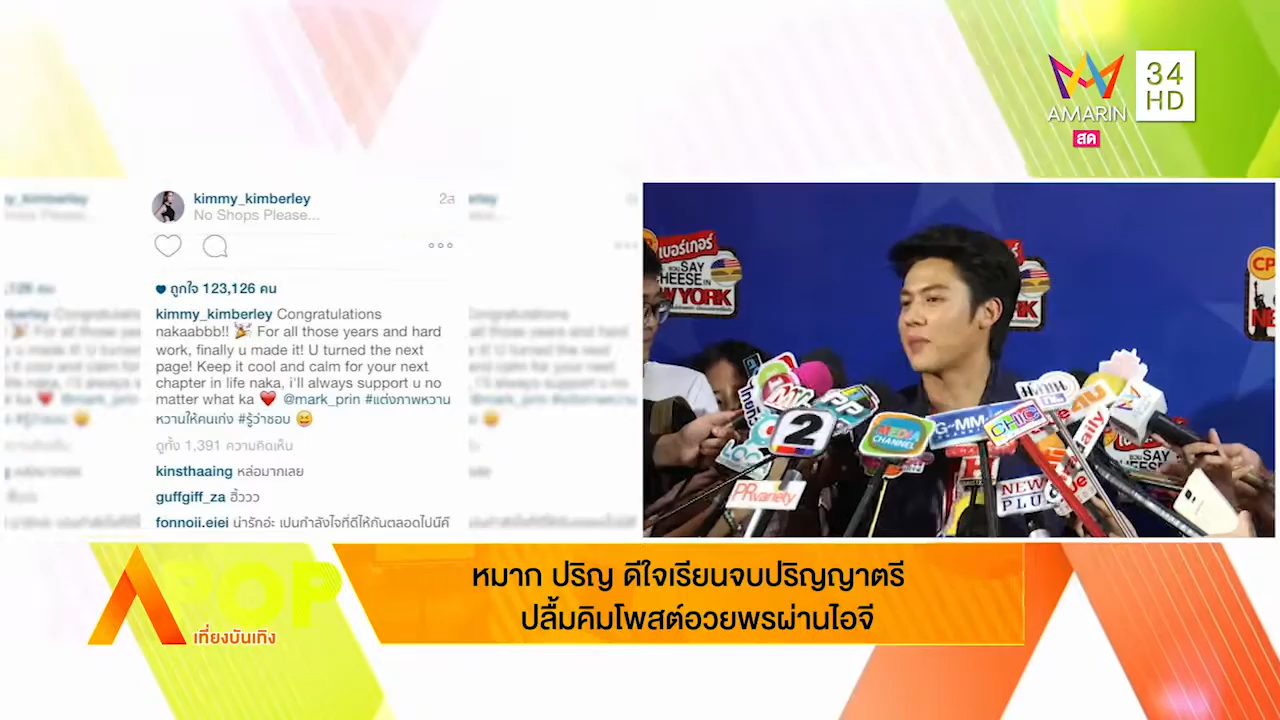 AMARIN
34
HD
สด
kimmy_kimberley
2ส
No Shops Please...
ถูกใจ 123,126 คน
kimmy_kimberley Congratulations
nakaabbb!! 🎉 For all those years and hard
work, finally u made it! U turned the next
page! Keep it cool and calm for your next
chapter in life naka, i'll always support u no
matter what ka ❤️ @mark_prin #แต่งภาพหวาน
หวานให้คนเก่ง #รู้ว่าชอบ 😆
ดูทั้ง 1,391 ความคิดเห็น
kinsthaaing หล่อมากเลย
guffgiff_za ฮิ้ววว
fonnoii.eiei น่ารักอ่ะ เปนกำลังใจที่ดีให้กันตลอดไปนีคี
เบอร์เกอร์
SAY
YORK
CP
2
MEDIA
CHANNEL
CHIC
daily
PRvariety
NEW
PLU
SAY
APOP
เที่ยงบันเทิง
หมาก ปริญ ดีใจเรียนจบปริญญาตรี
ปลื้มคิมโพสต์อวยพรผ่านไอจี